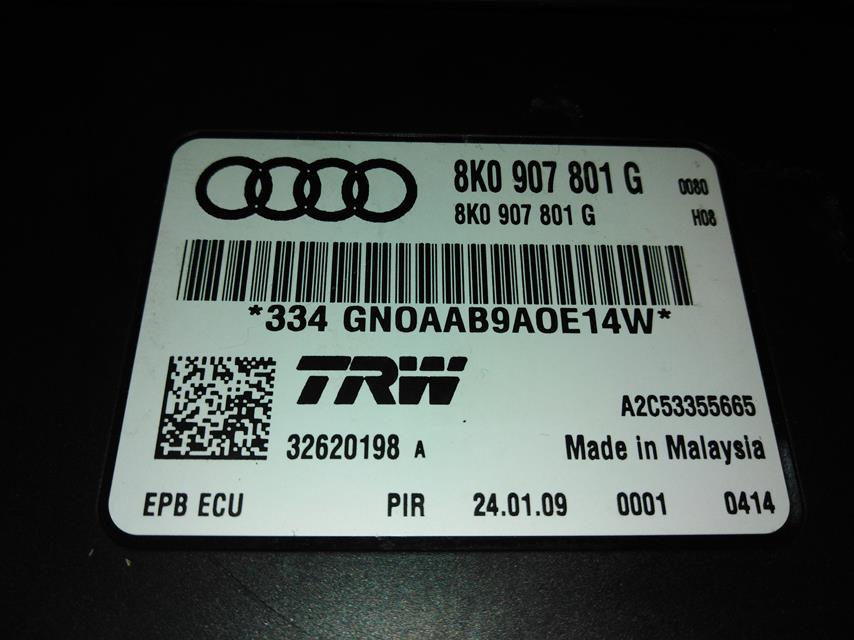 8K0 907 801 G 0080
8K0 907 801 G H08
*334 GN0AAB9A0E14W*
TRW
A2C53355665
32620198 A Made in Malaysia
EPB ECU PIR 24.01.09 0001 0414